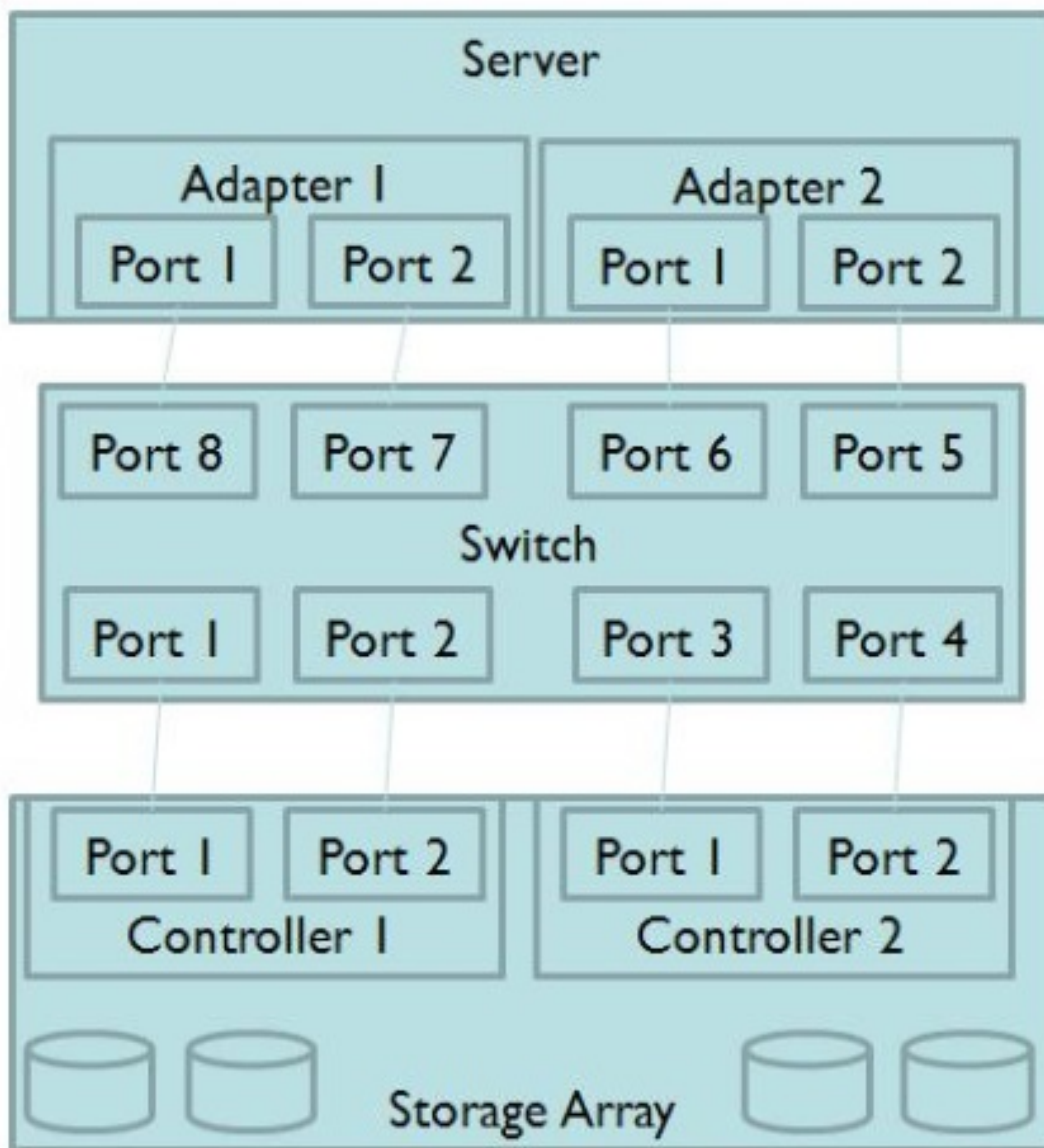 Server
Adapter 1
Adapter 2
Port 1
Port 2
Port 1
Port 2
Port 8
Port 7
Port 6
Port 5
Switch
Port 1
Port 2
Port 3
Port 4
Port 1
Port 2
Port 1
Port 2
Controller 1
Controller 2
Storage Array